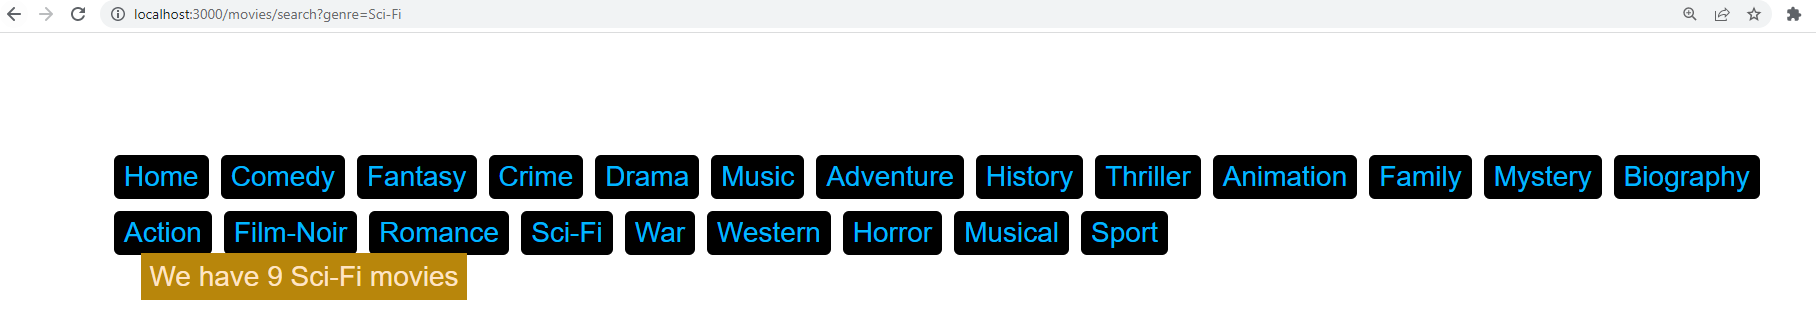 localhost:3000/movies/search?genre=Sci-Fi
Home Comedy Fantasy Crime Drama Music Adventure History Thriller Animation Family Mystery Biography
Action Film-Noir Romance Sci-Fi War Western Horror Musical Sport
We have 9 Sci-Fi movies